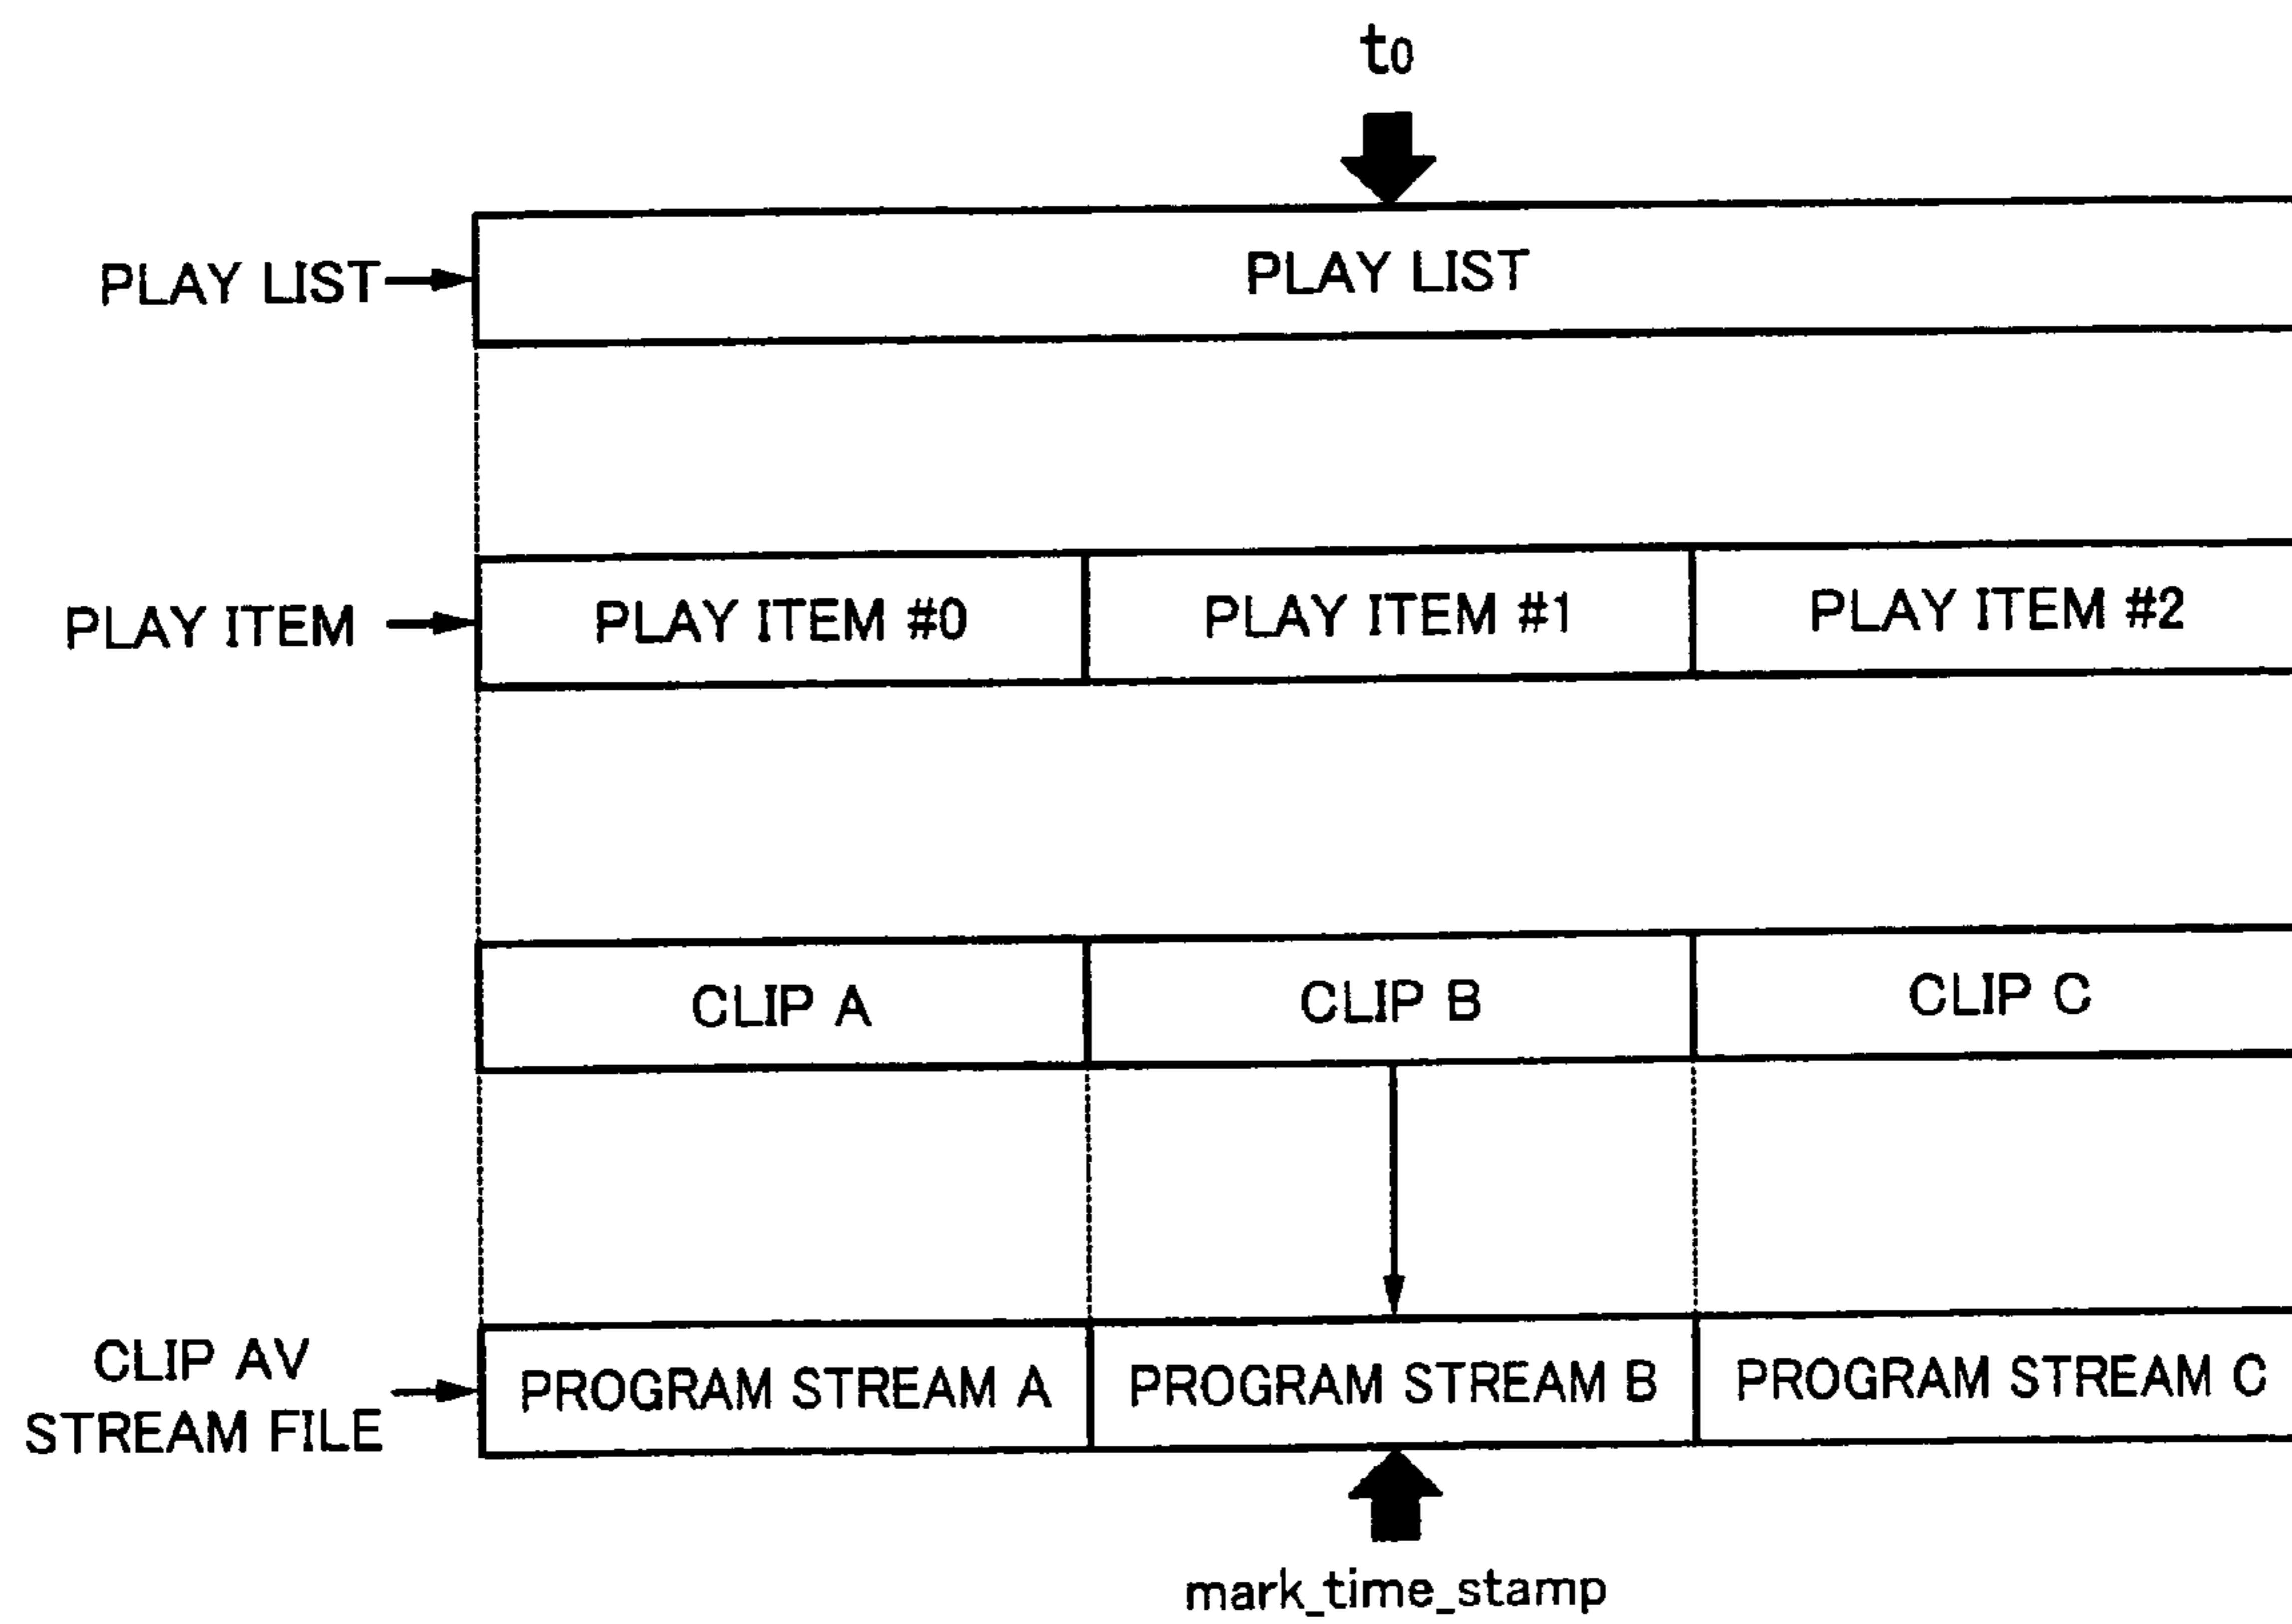 t0
PLAY LIST
PLAY LIST
PLAY ITEM
PLAY ITEM #0
PLAY ITEM #1
PLAY ITEM #2
CLIP A
CLIP B
CLIP C
CLIP AV
STREAM FILE
PROGRAM STREAM A
PROGRAM STREAM B
PROGRAM STREAM C
mark_time_stamp